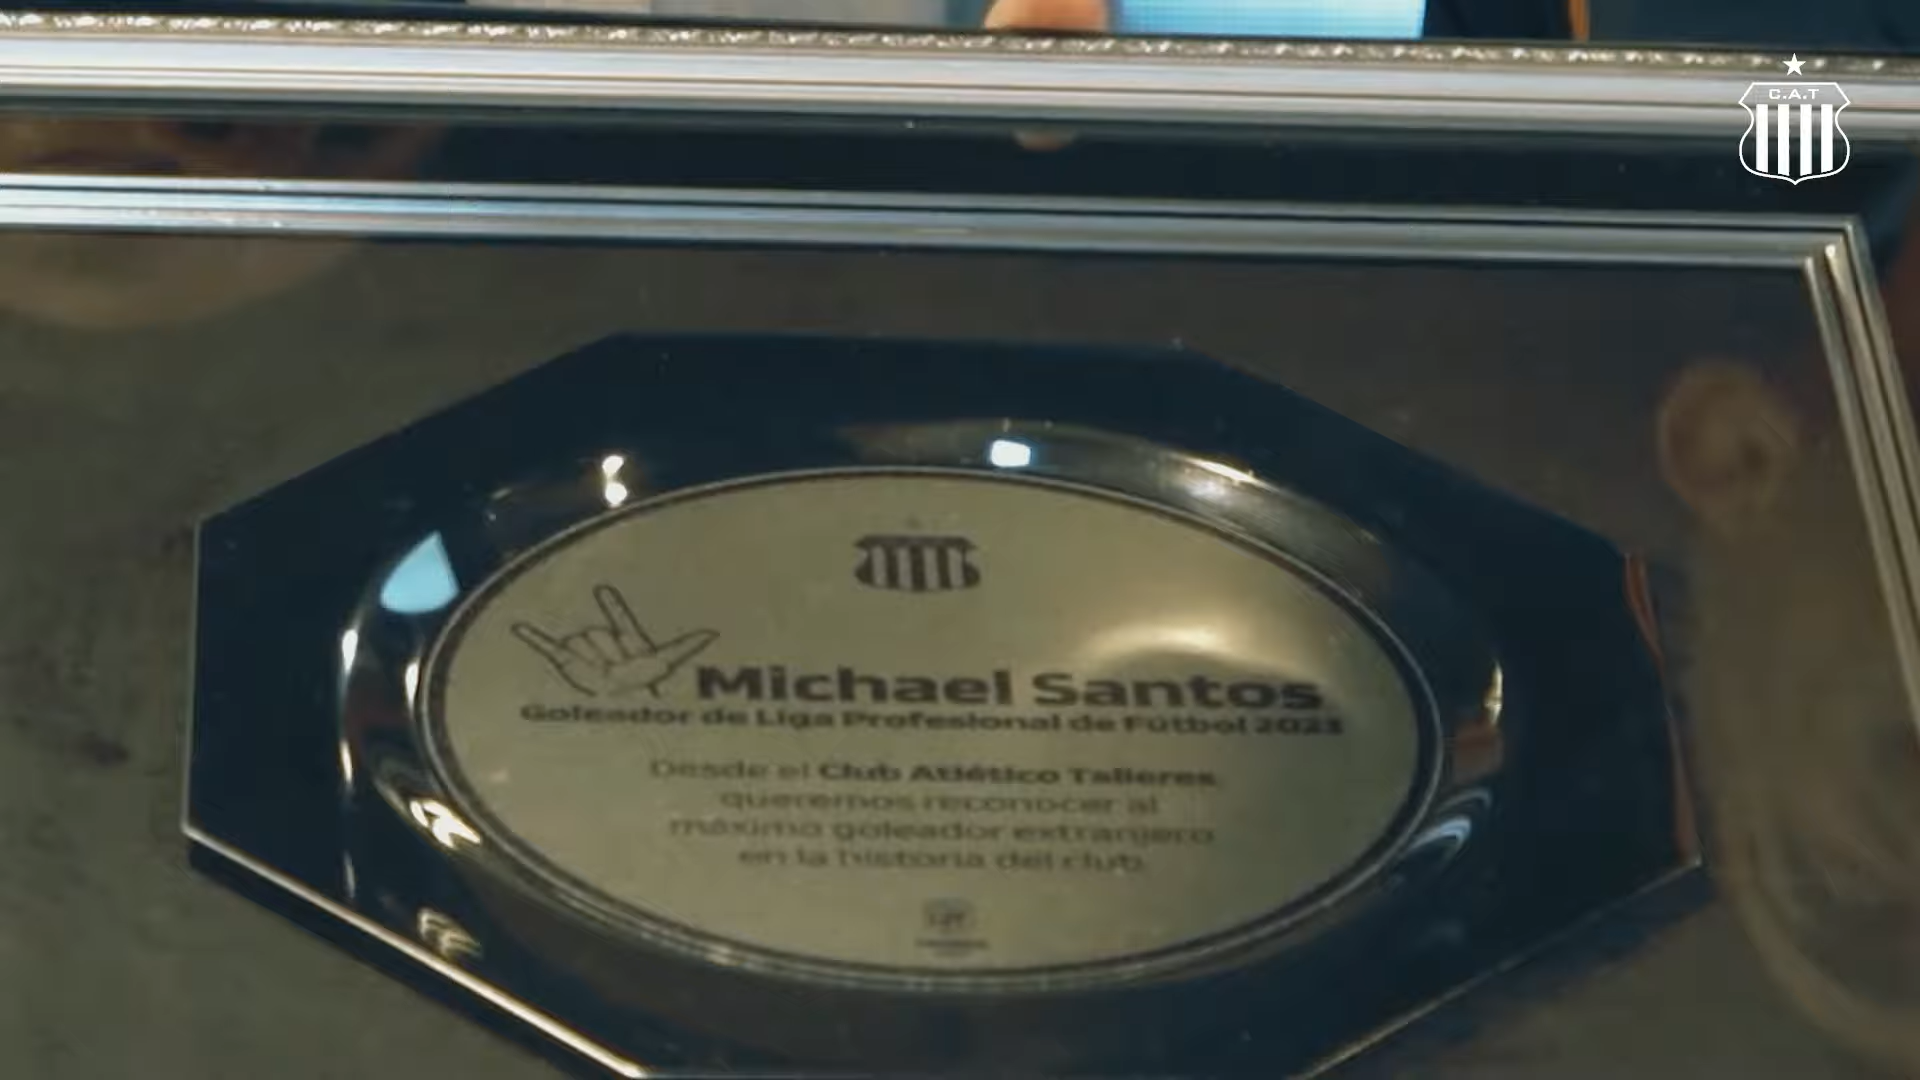 C.A.T
Michael Santos
Goleador de Liga Profesional de Fútbol 2023
Desde el Club Atlético Talleres,
queremos reconocer al
máximo goleador extranjero
en la historia del club.